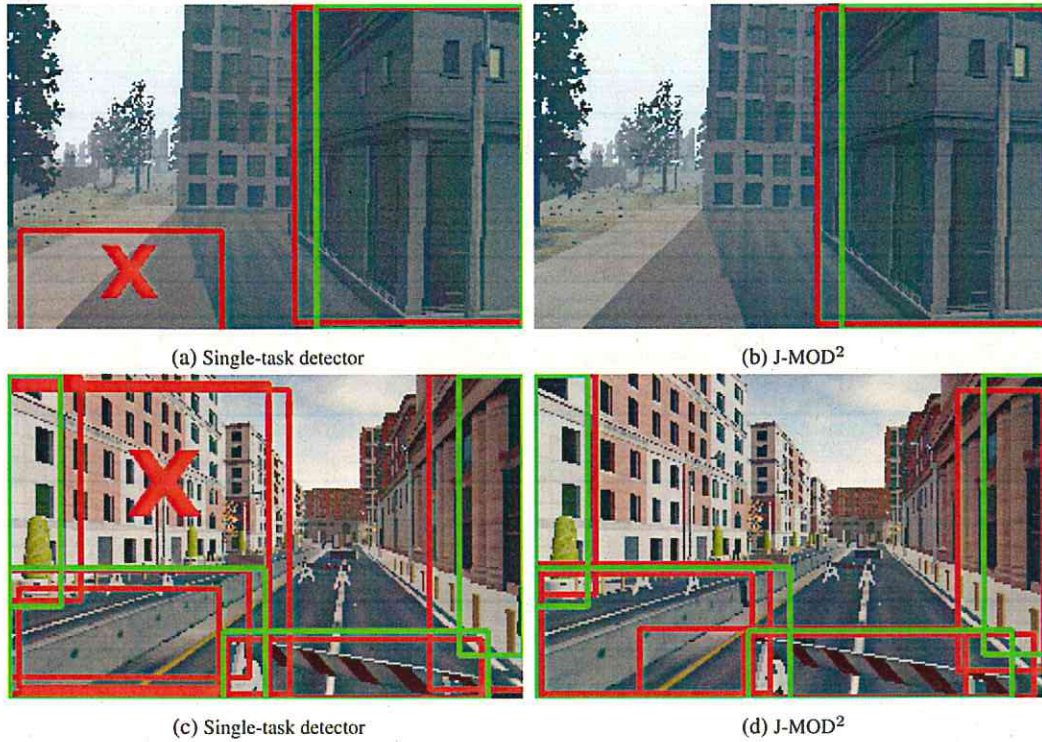 (a) Single-task detector
(b) J-MOD²
(c) Single-task detector
(d) J-MOD²